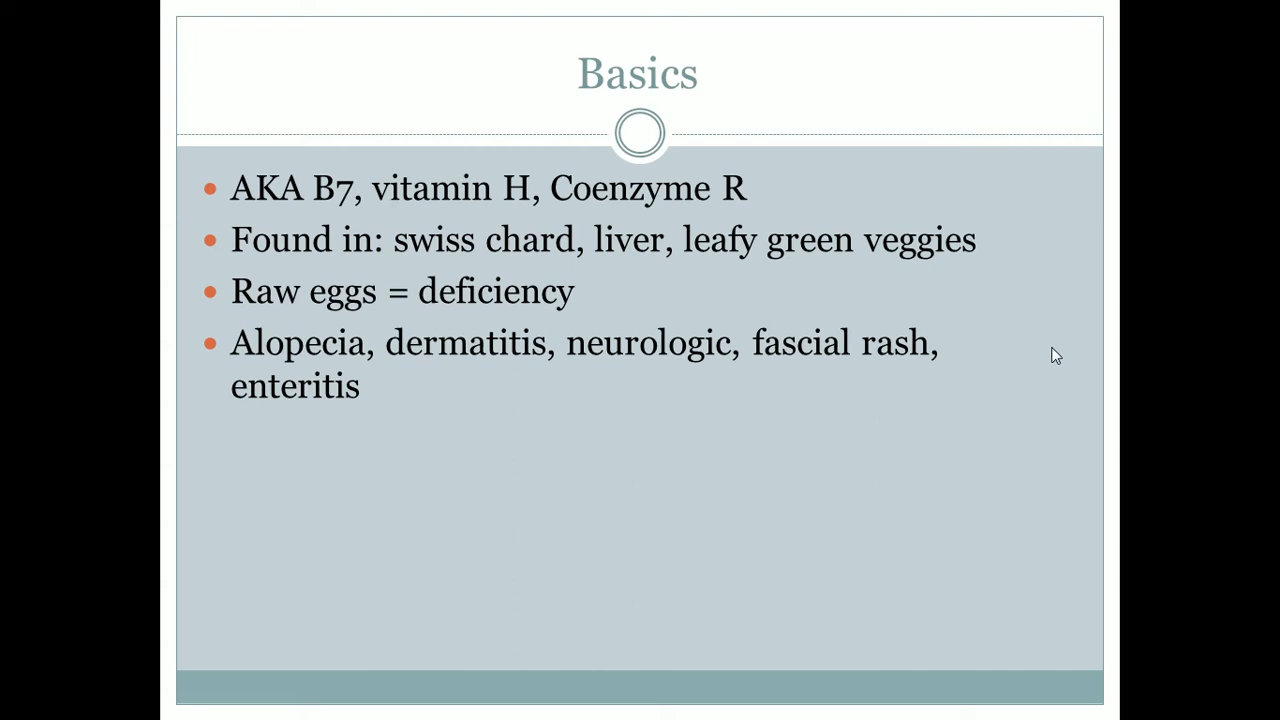 Basics
• AKA B7, vitamin H, Coenzyme R
• Found in: swiss chard, liver, leafy green veggies
• Raw eggs = deficiency
• Alopecia, dermatitis, neurologic, fascial rash,
enteritis